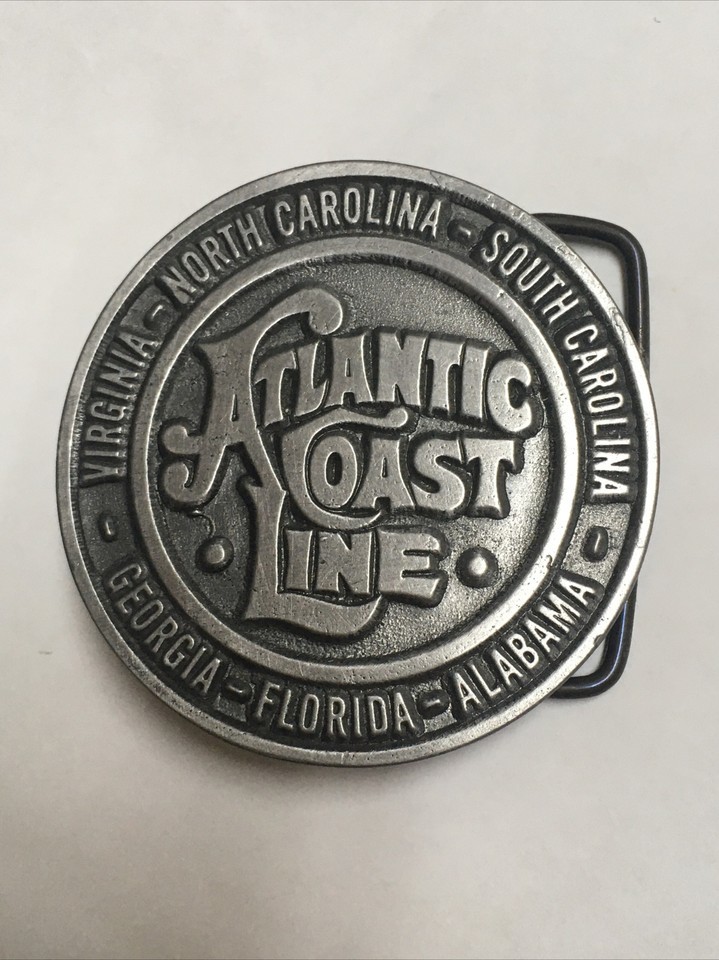 VIRGINIA - NORTH CAROLINA - SOUTH CAROLINA -
GEORGIA - FLORIDA - ALABAMA -
ATLANTIC
COAST
LINE